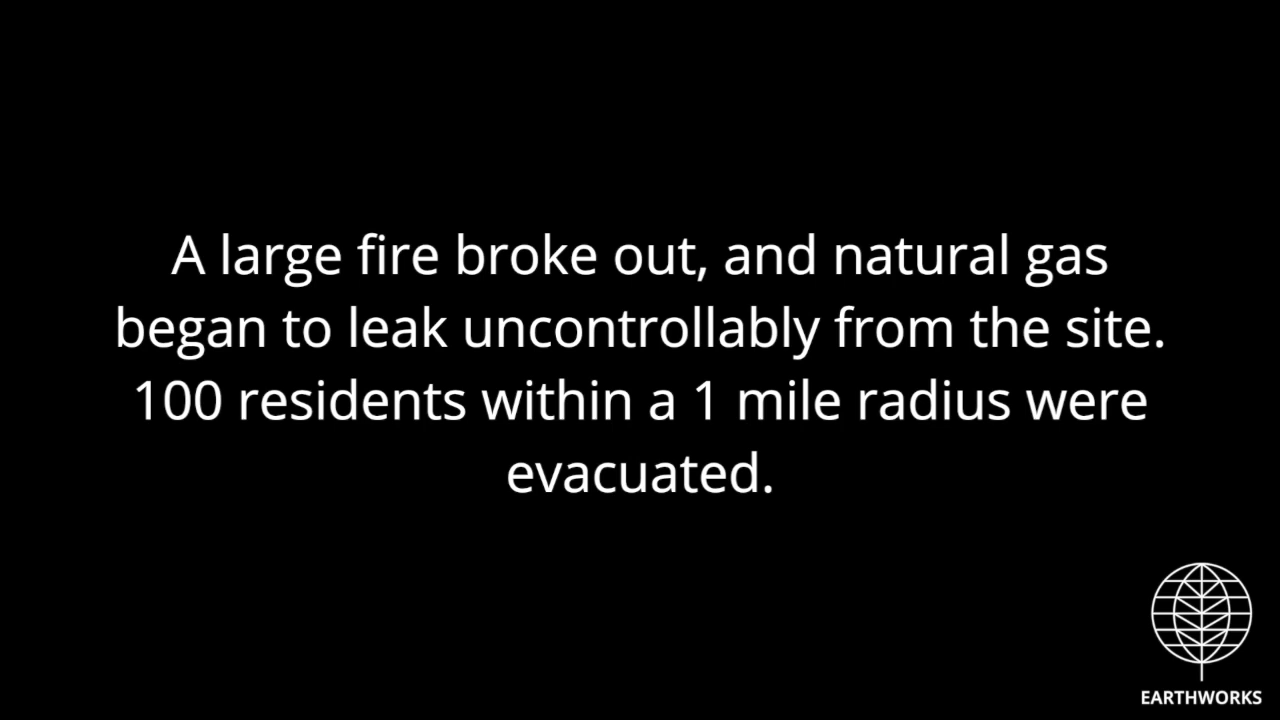 A large fire broke out, and natural gas
began to leak uncontrollably from the site.
100 residents within a 1 mile radius were
evacuated.
EARTHWORKS